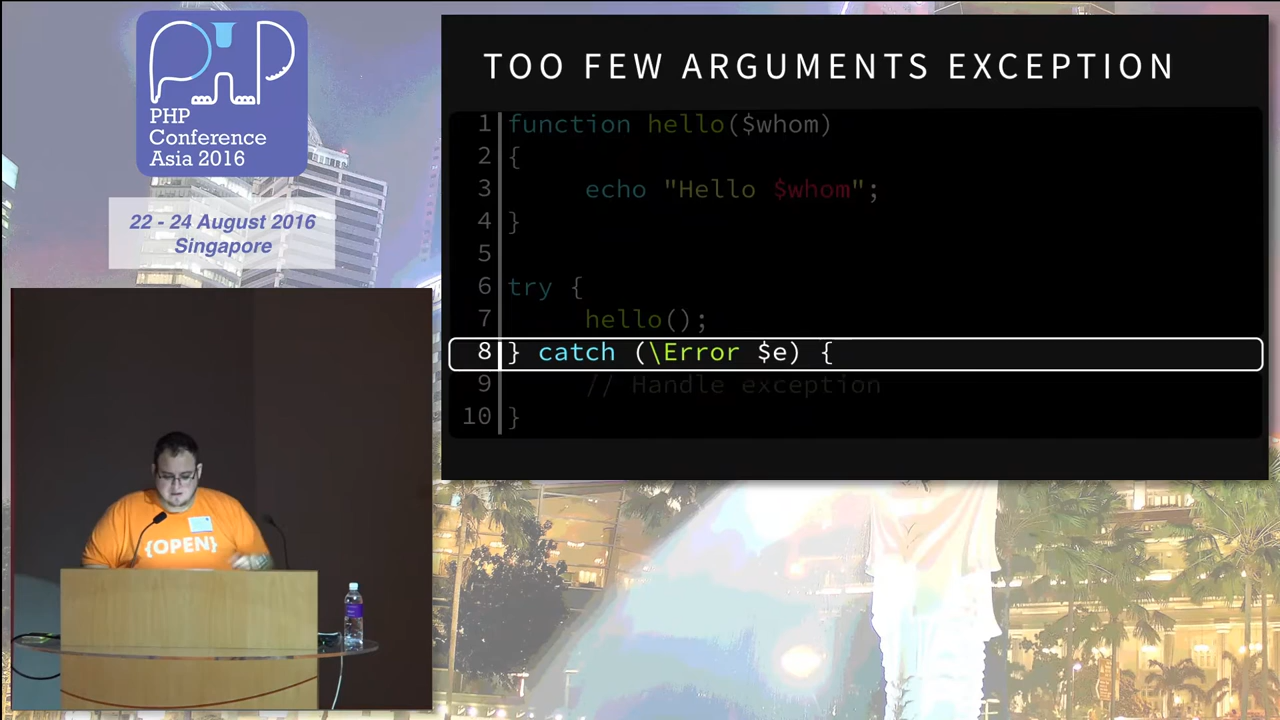 PHP
Conference
Asia 2016
22 - 24 August 2016
Singapore
{OPEN}
TOO FEW ARGUMENTS EXCEPTION
1 function hello($whom)
2 {
3 echo "Hello $whom";
4 }
5
6 try {
7 hello();
8 } catch (\Error $e) {
9 // Handle exception
10 }